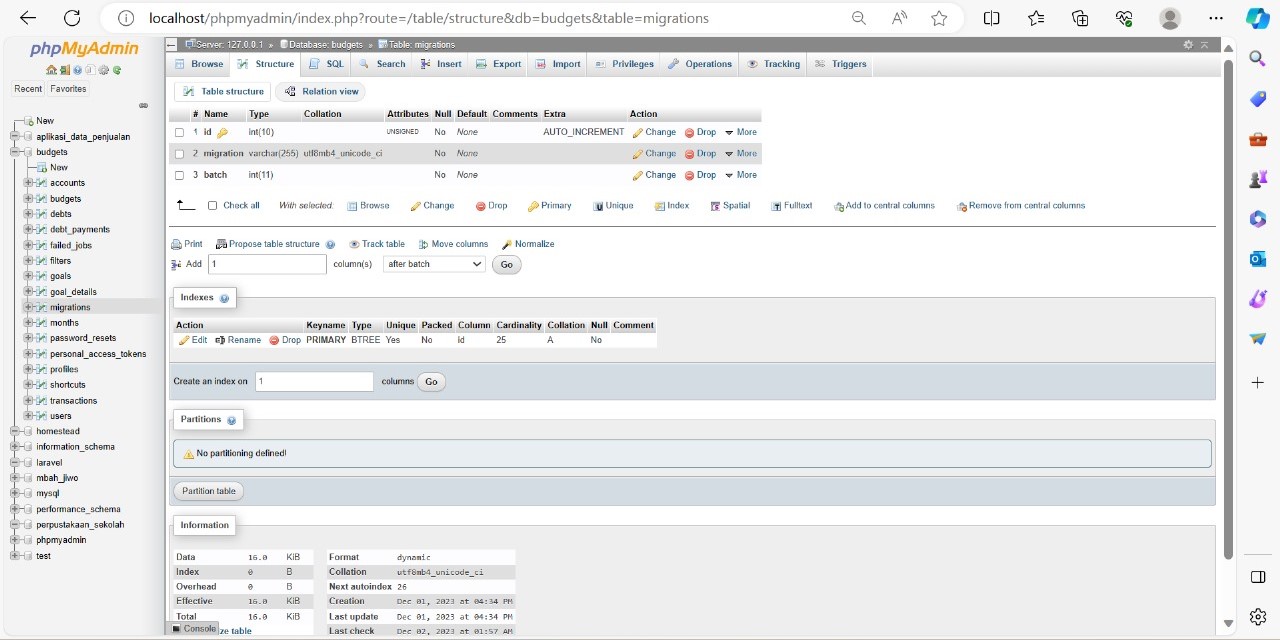 localhost/phpmyadmin/index.php?route=/table/structure&db=budgets&table=migrations
phpMyAdmin
Recent Favorites
New
aplikasi_data_penjualan
budgets
New
accounts
budgets
debts
debt_payments
failed_jobs
filters
goals
goal_details
migrations
months
password_resets
personal_access_tokens
profiles
shortcuts
transactions
users
homestead
information_schema
laravel
mbah_jiwo
mysql
performance_schema
perpustakaan_sekolah
phpmyadmin
test
Server: 127.0.0.1 » Database: budgets » Table: migrations
Browse Structure SQL Search Insert Export Import Privileges Operations Tracking Triggers
Table structure Relation view
# Name Type Collation Attributes Null Default Comments Extra Action
1 id int(10) UNSIGNED No None AUTO_INCREMENT Change Drop More
2 migration varchar(255) utf8mb4_unicode_ci No None Change Drop More
3 batch int(11) No None Change Drop More
Check all With selected: Browse Change Drop Primary Unique Index Spatial Fulltext Add to central columns Remove from central columns
Print Propose table structure Track table Move columns Normalize
Add 1 column(s) after batch Go
Indexes
Action Keyname Type Unique Packed Column Cardinality Collation Null Comment
Edit Rename Drop PRIMARY BTREE Yes No id 25 A No
Create an index on 1 columns Go
Partitions
No partitioning defined!
Partition table
Information
Data 16.0 KiB
Index 0 B
Overhead 0 B
Effective 16.0 KiB
Total 16.0 KiB
Format dynamic
Collation utf8mb4_unicode_ci
Next autoindex 26
Creation Dec 01, 2023 at 04:34 PM
Last update Dec 01, 2023 at 04:34 PM
Last check Dec 02, 2023 at 01:57 AM
Console ze table